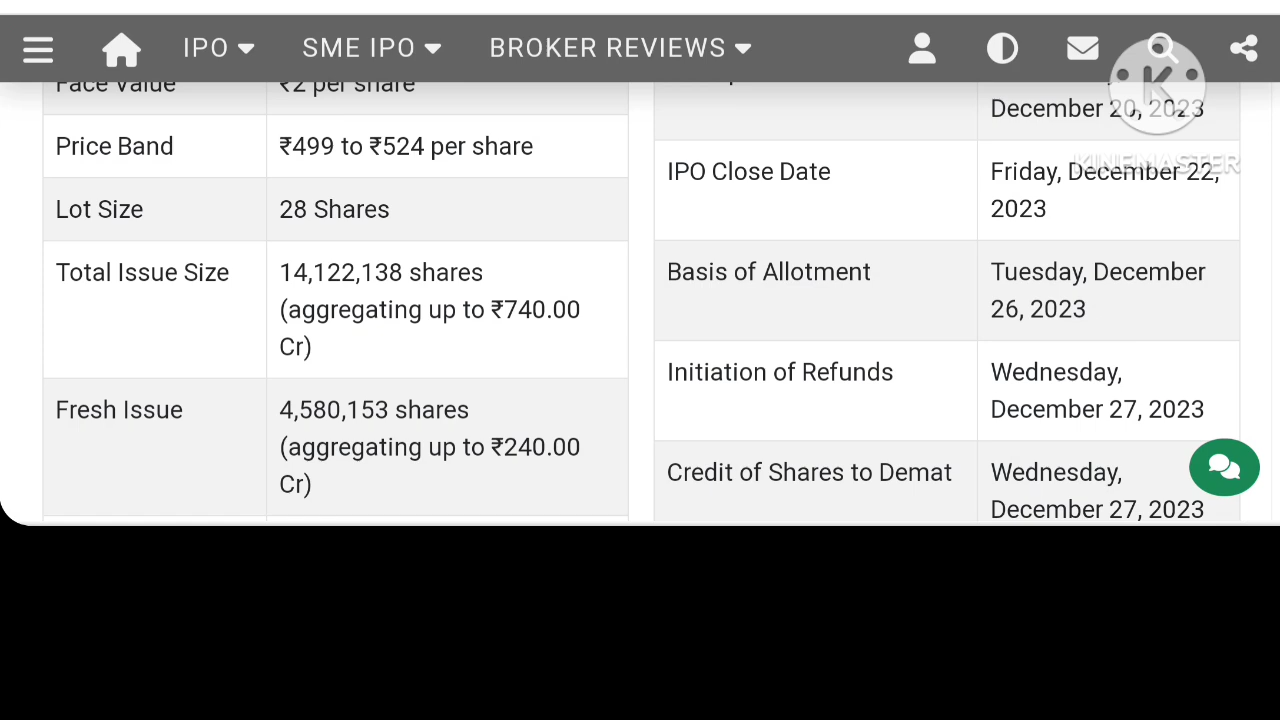 IPO SME IPO BROKER REVIEWS
Face Value ₹2 per share
Price Band ₹499 to ₹524 per share
Lot Size 28 Shares
Total Issue Size 14,122,138 shares
(aggregating up to ₹740.00
Cr)
Fresh Issue 4,580,153 shares
(aggregating up to ₹240.00
Cr)
December 20, 2023
IPO Close Date Friday, December 22,
2023
Basis of Allotment Tuesday, December
26, 2023
Initiation of Refunds Wednesday,
December 27, 2023
Credit of Shares to Demat Wednesday,
December 27, 2023
K
KINEMASTER